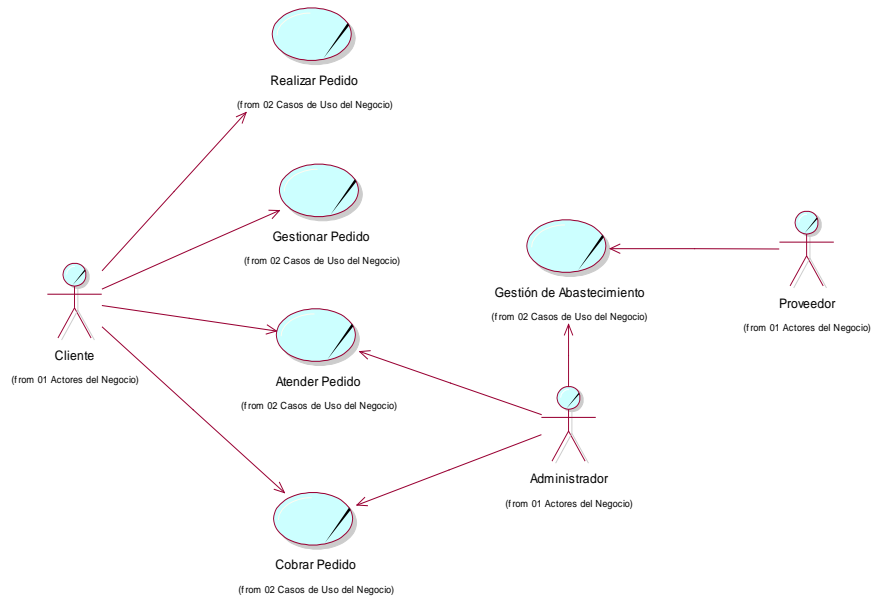 Realizar Pedido
(from 02 Casos de Uso del Negocio)
Gestionar Pedido
(from 02 Casos de Uso del Negocio)
Gestión de Abastecimiento
(from 02 Casos de Uso del Negocio)
Proveedor
(from 01 Actores del Negocio)
Cliente
(from 01 Actores del Negocio)
Atender Pedido
(from 02 Casos de Uso del Negocio)
Administrador
(from 01 Actores del Negocio)
Cobrar Pedido
(from 02 Casos de Uso del Negocio)